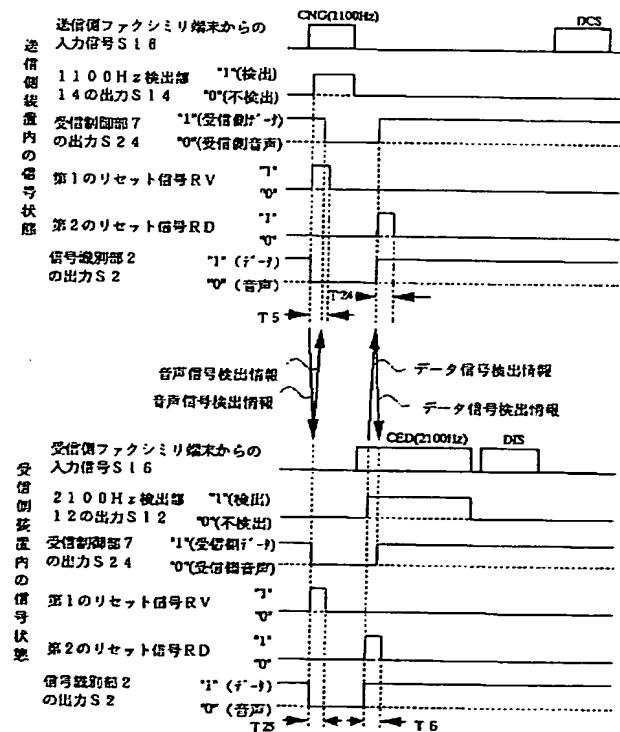 CNG(1100Hz)
DCS
送信側ファクシミリ端末からの
入力信号S16
1100Hz検出部
14の出力S14
"1"(検出)
"0"(不検出)
受信制御部7
の出力S24
"1"(受信側データ)
"0"(受信側音声)
第1のリセット信号RV
"1"
"0"
第2のリセット信号RD
"1"
"0"
信号識別部2
の出力S2
"1"(データ)
"0"(音声)
送信側装置内の信号状態
T24
T5
音声信号検出情報
音声信号検出情報
データ信号検出情報
データ信号検出情報
受信側ファクシミリ端末からの
入力信号S16
CED(2100Hz)
DIS
2100Hz検出部
12の出力S12
"1"(検出)
"0"(不検出)
受信制御部7
の出力S24
"1"(受信側データ)
"0"(受信側音声)
第1のリセット信号RV
"1"
"0"
第2のリセット信号RD
"1"
"0"
信号識別部2
の出力S2
"1"(データ)
"0"(音声)
受信側装置内の信号状態
T25
T6